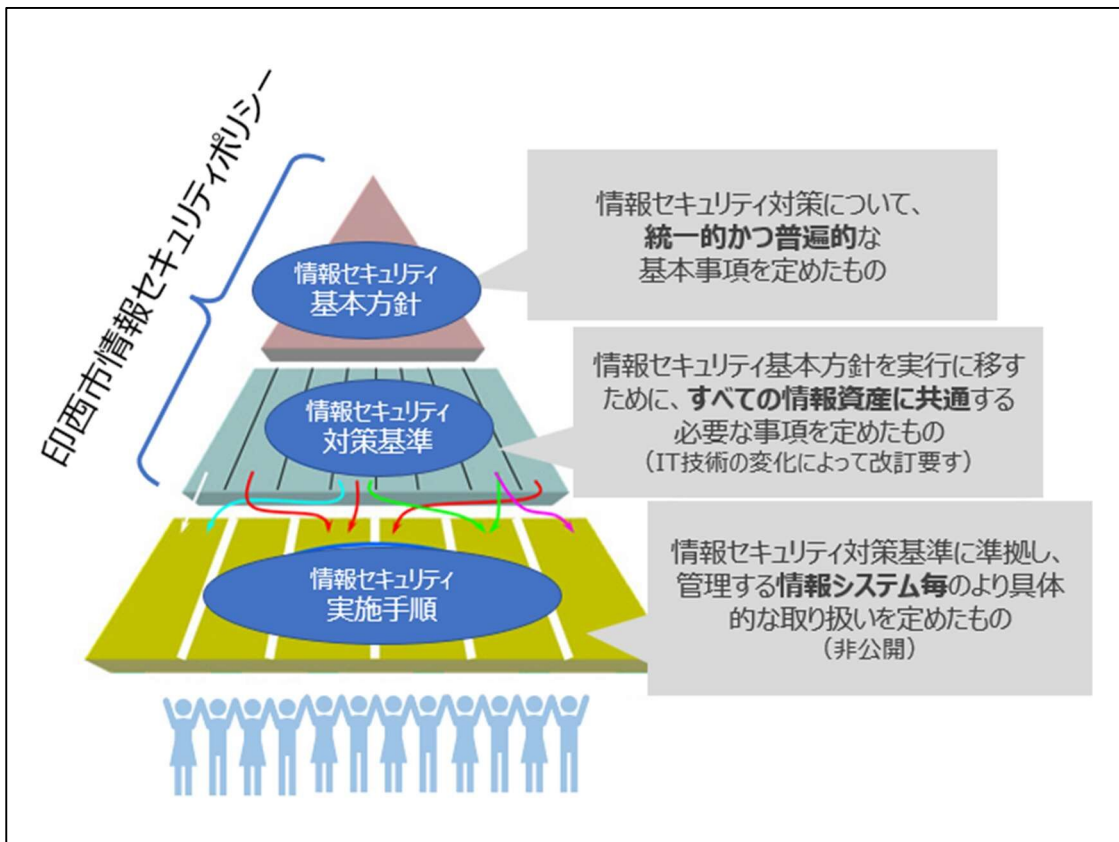 印西市情報セキュリティポリシー
情報セキュリティ
基本方針
情報セキュリティ対策について、
統一的かつ普遍的な
基本事項を定めたもの
情報セキュリティ
対策基準
情報セキュリティ基本方針を実行に移す
ために、すべての情報資産に共通する
必要な事項を定めたもの
（IT技術の変化によって改訂要す）
情報セキュリティ
実施手順
情報セキュリティ対策基準に準拠し、
管理する情報システム毎のより具体
的な取り扱いを定めたもの
（非公開）